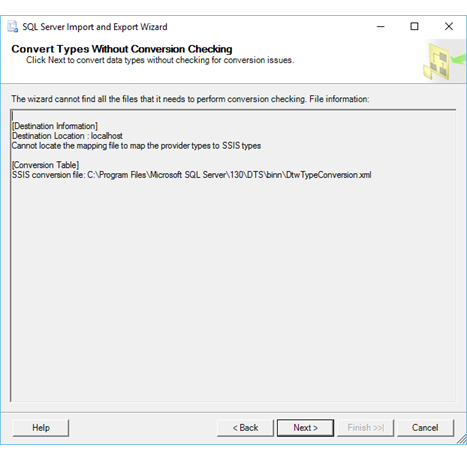 SQL Server Import and Export Wizard
Convert Types Without Conversion Checking
Click Next to convert data types without checking for conversion issues.
The wizard cannot find all the files that it needs to perform conversion checking. File information:
[Destination Information]
Destination Location : localhost
Cannot locate the mapping file to map the provider types to SSIS types
[Conversion Table]
SSIS conversion file: C:\Program Files\Microsoft SQL Server\130\DTS\binn\DtwTypeConversion.xml
Help
< Back
Next >
Finish >>|
Cancel